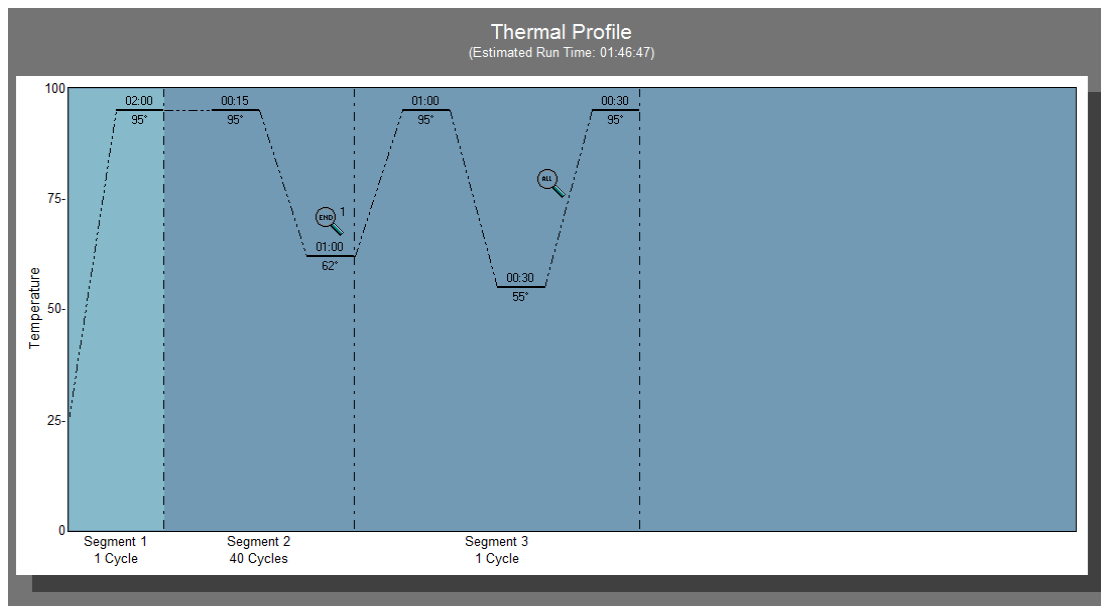 Thermal Profile
(Estimated Run Time: 01:46:47)
100
02:00
00:15
01:00
00:30
95°
95°
95°
95°
ALL
75-
END 1
01:00
62°
00:30
55°
50-
Temperature
25-
0
Segment 1
Segment 2
Segment 3
1 Cycle
40 Cycles
1 Cycle